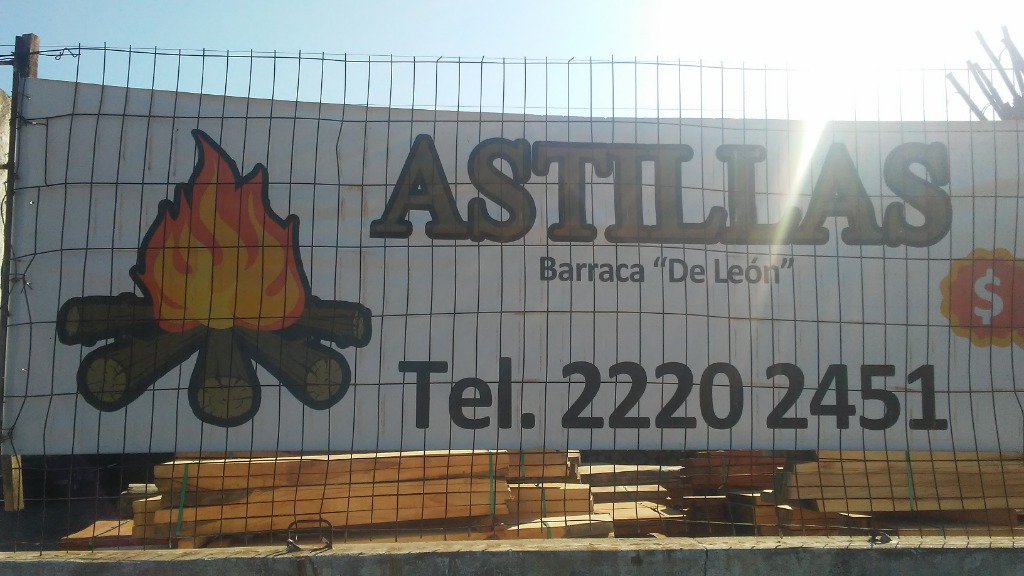 ASTILLAS
Barraca "De León"
$
Tel. 2220 2451